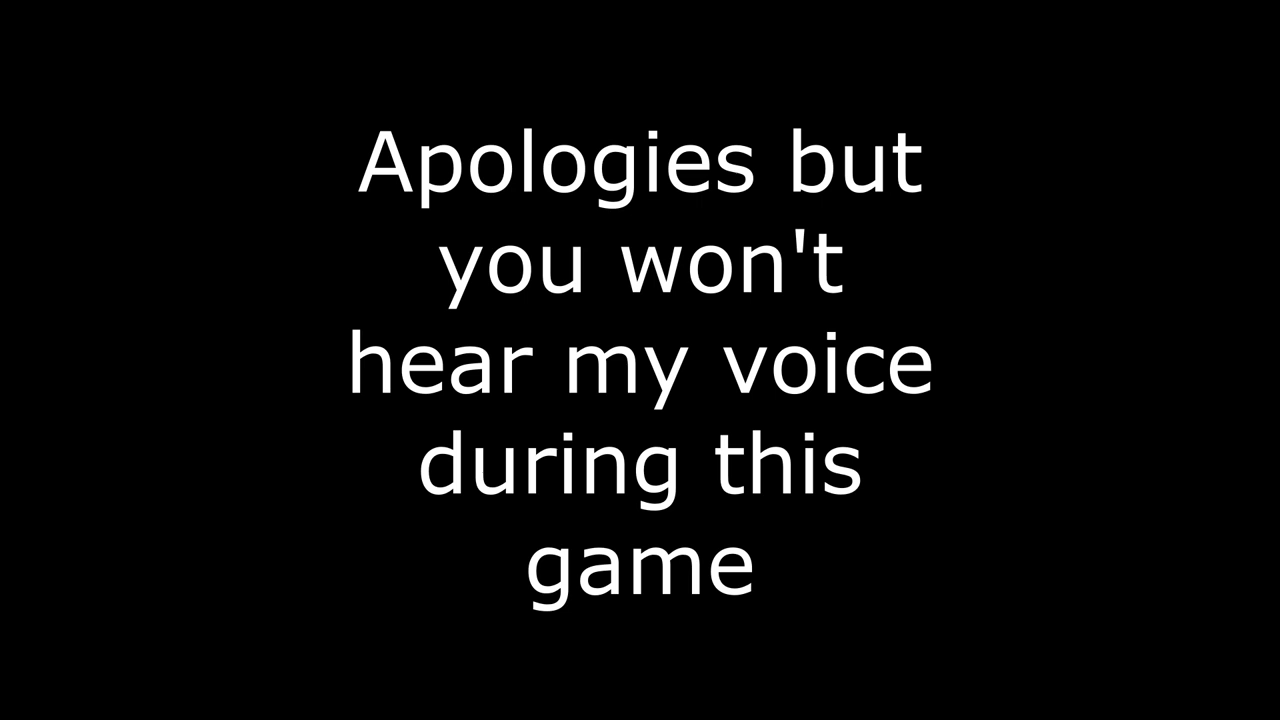 Apologies but
you won't
hear my voice
during this
game